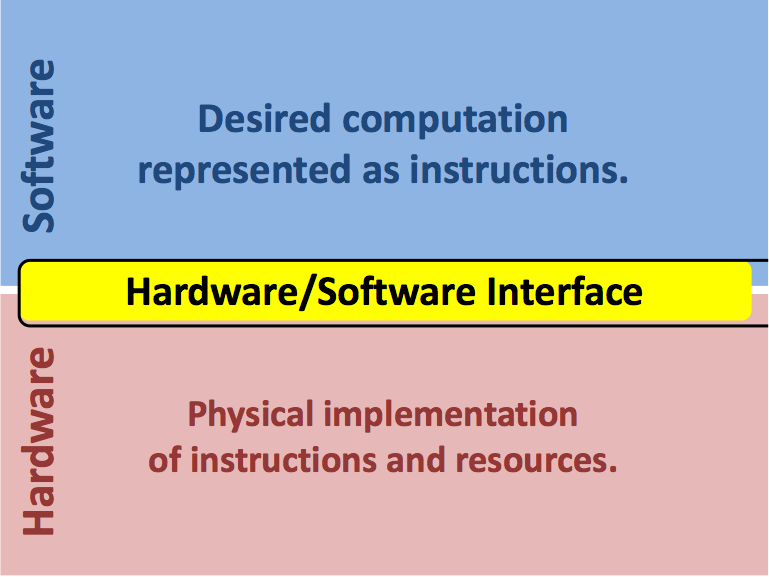 Software
Desired computation
represented as instructions.
Hardware/Software Interface
Hardware
Physical implementation
of instructions and resources.